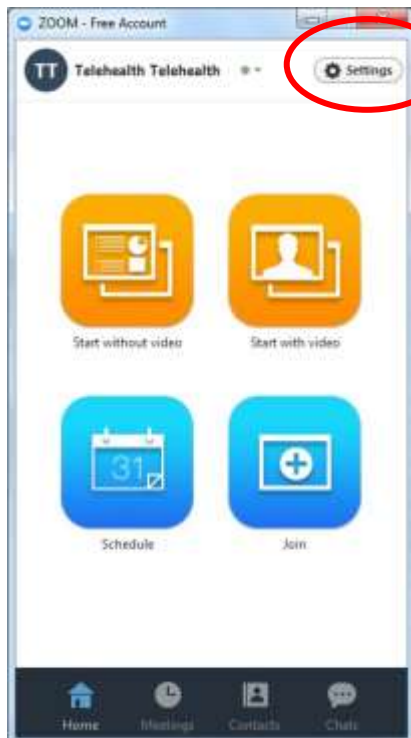 ZOOM - Free Account
TT Telehealth Telehealth Settings
Start without video Start with video
31
Schedule Join
Home Meetings Contacts Chats